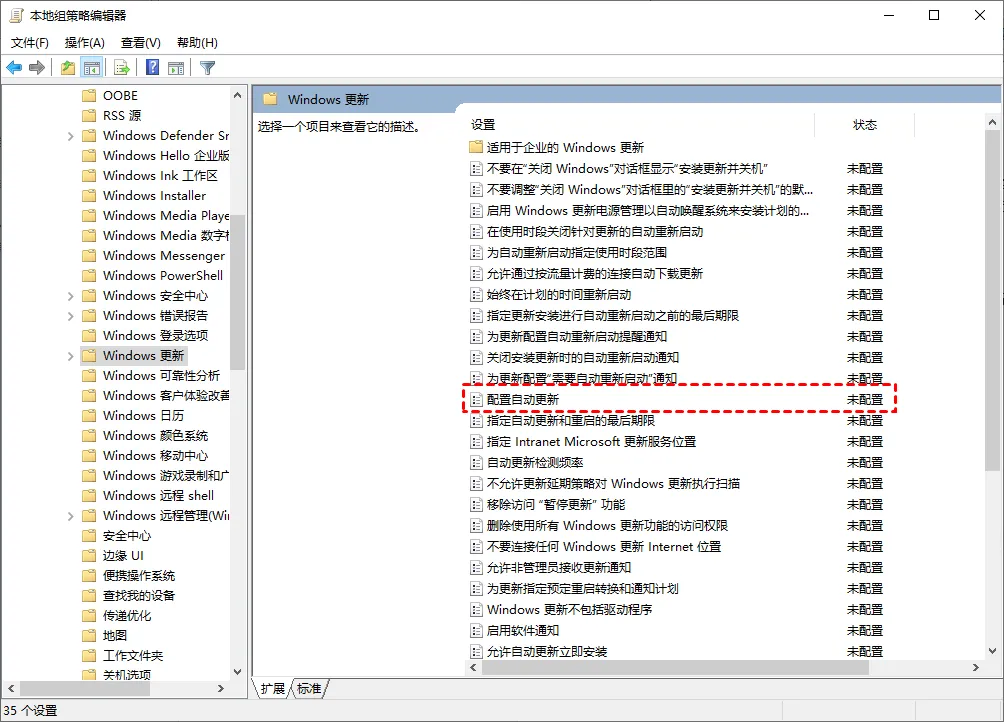 本地组策略编辑器
文件(F) 操作(A) 查看(V) 帮助(H)
OOBE
RSS 源
Windows Defender Sr
Windows Hello 企业版
Windows Ink 工作区
Windows Installer
Windows Media Playe
Windows Media 数字
Windows Messenger
Windows PowerShell
Windows 安全中心
Windows 错误报告
Windows 登录选项
Windows 更新
Windows 可靠性分析
Windows 客户体验改善
Windows 日历
Windows 颜色系统
Windows 移动中心
Windows 游戏录制和广
Windows 远程 shell
Windows 远程管理(Wi
安全中心
边缘 UI
便携操作系统
查找我的设备
传递优化
地图
工作文件夹
关机选项
Windows 更新
选择一个项目来查看它的描述。
设置 状态
适用于企业的 Windows 更新
不要在“关闭 Windows”对话框显示“安装更新并关机” 未配置
不要调整“关闭 Windows”对话框里的“安装更新并关机”的默... 未配置
启用 Windows 更新电源管理以自动唤醒系统来安装计划的... 未配置
在使用时段关闭针对更新的自动重新启动 未配置
为自动重新启动指定使用时段范围 未配置
允许通过按流量计费的连接自动下载更新 未配置
始终在计划的时间重新启动 未配置
指定更新安装进行自动重新启动之前的最后期限 未配置
为更新配置自动重新启动提醒通知 未配置
关闭安装更新时的自动重新启动通知 未配置
为更新配置“需要自动重新启动”通知 未配置
配置自动更新 未配置
指定自动更新和重启的最后期限 未配置
指定 Intranet Microsoft 更新服务位置 未配置
自动更新检测频率 未配置
不允许更新延期策略对 Windows 更新执行扫描 未配置
移除访问 “暂停更新” 功能 未配置
删除使用所有 Windows 更新功能的访问权限 未配置
不要连接任何 Windows 更新 Internet 位置 未配置
允许非管理员接收更新通知 未配置
为更新指定预定重启转换和通知计划 未配置
Windows 更新不包括驱动程序 未配置
启用软件通知 未配置
允许自动更新立即安装 未配置
扩展 标准
35 个设置